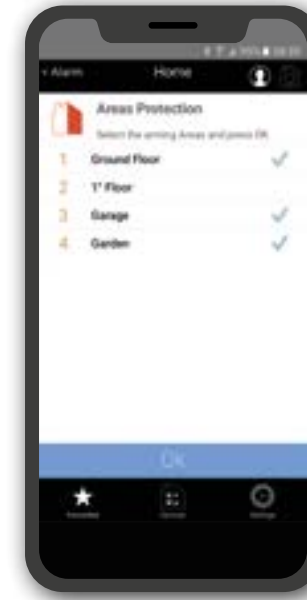 < Alarm Home
Areas Protection
Select the arming Areas and press OK
1 Ground Floor
2 1° Floor
3 Garage
4 Garden
Ok
Settings